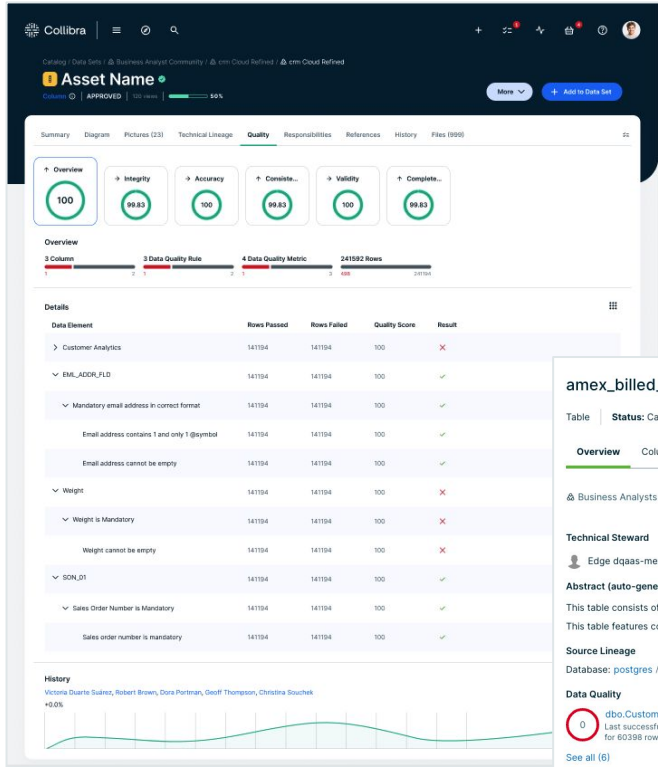 Collibra
Catalog / Data Sets / Business Analyst Community / crm Cloud Refined / crm Cloud Refined
Asset Name
Column APPROVED 120 views 50%
More + Add to Data Set
Summary Diagram Pictures (23) Technical Lineage Quality Responsibilities References History Files (999)
↑ Overview → Integrity → Accuracy ↑ Consiste... → Validity ↑ Complete...
100 99.83 100 99.83 100 99.83
Overview
3 Column 3 Data Quality Rule 4 Data Quality Metric 241592 Rows
1 2 1 2 1 3 241194
Details
Data Element Rows Passed Rows Failed Quality Score Result
Customer Analytics 141194 141194 100
EML_ADDR_FLD 141194 141194 100
Mandatory email address in correct format 141194 141194 100
Email address contains 1 and only 1 @symbol 141194 141194 100
Email address cannot be empty 141194 141194 100
Weight 141194 141194 100
Weight is Mandatory 141194 141194 100
Weight cannot be empty 141194 141194 100
SON_01 141194 141194 100
Sales Order Number is Mandatory 141194 141194 100
Sales order number is mandatory 141194 141194 100
History
Victoria Duarte Suárez, Robert Brown, Dora Portman, Geoff Thompson, Christina Souchek
+0.0%
amex_billed_
Table Status: Ca
Overview Colu
Business Analysts
Technical Steward
Edge dqaas-me
Abstract (auto-gene
This table consists of
This table features co
Source Lineage
Database: postgres /
Data Quality
0 dbo.Custom
Last successf
for 60398 row
See all (6)